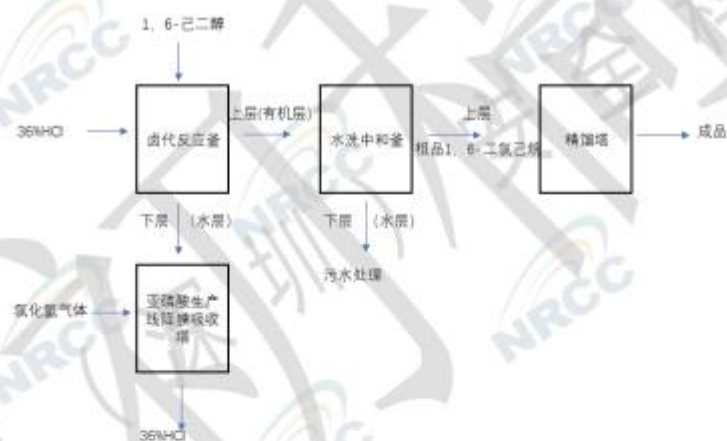 1，6-己二醇
36%HCl
卤代反应釜
上层(有机层)
水洗中和釜
上层
粗品1，6-二氯己烷
精馏塔
成品
下层 （水层）
下层 （水层）
污水处理
氯化氢气体
亚磷酸生产
线降膜吸收
塔
36%HCl
NRCC
NRCC
NRCC
NRCC
NRCC